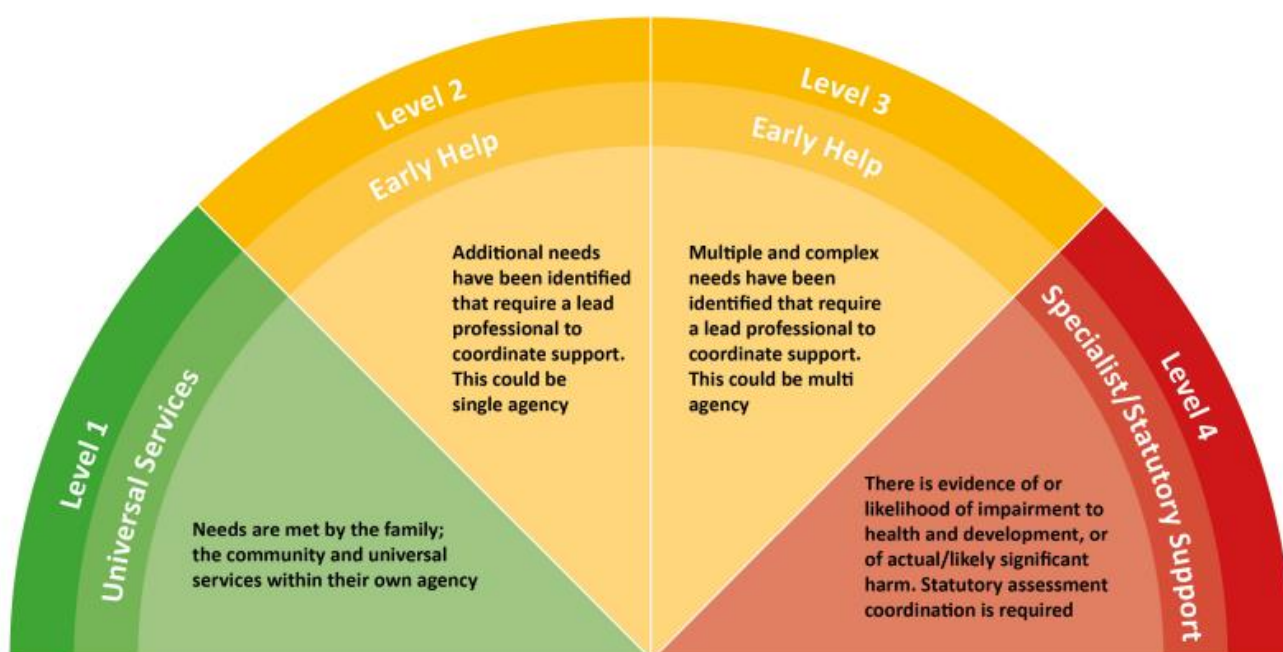 Level 1
Universal Services
Needs are met by the family;
the community and universal
services within their own agency
Level 2
Early Help
Additional needs
have been identified
that require a lead
professional to
coordinate support.
This could be
single agency
Level 3
Early Help
Multiple and complex
needs have been
identified that require
a lead professional to
coordinate support.
This could be multi
agency
Level 4
Specialist/Statutory Support
There is evidence of or
likelihood of impairment to
health and development, or
of actual/likely significant
harm. Statutory assessment
coordination is required